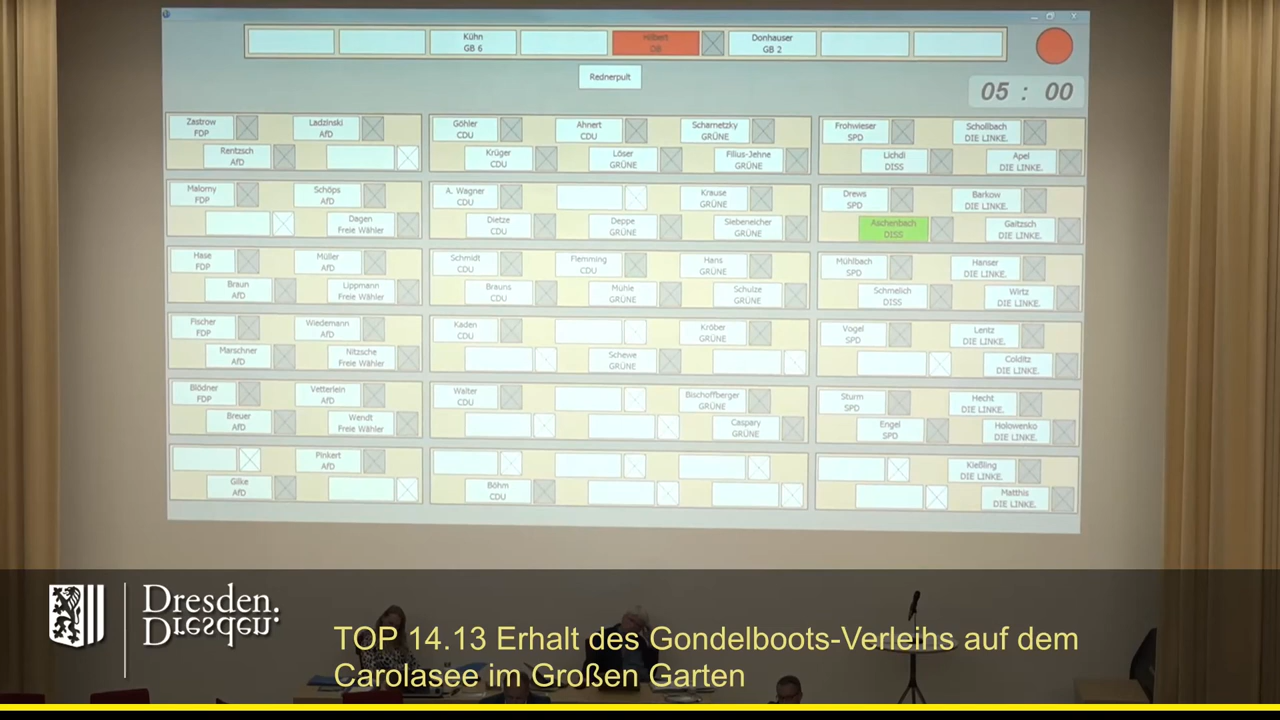 Kühn
GB 6
Hilbert
OB
Donhauser
GB 2
Rednerpult
05 : 00
Zastrow
FDP
Ladzinski
AfD
Rentzsch
AfD
Göhler
CDU
Ahnert
CDU
Scharnetzky
GRÜNE
Krüger
CDU
Löser
GRÜNE
Filius-Jehne
GRÜNE
Frohwieser
SPD
Schollbach
DIE LINKE.
Lichdi
DISS
Apel
DIE LINKE.
Malorny
FDP
Schöps
AfD
Dagen
Freie Wähler
A. Wagner
CDU
Krause
GRÜNE
Dietze
CDU
Deppe
GRÜNE
Siebeneicher
GRÜNE
Drews
SPD
Barkow
DIE LINKE.
Aschenbach
DISS
Gaitzsch
DIE LINKE.
Hase
FDP
Müller
AfD
Braun
AfD
Lippmann
Freie Wähler
Schmidt
CDU
Flemming
CDU
Hans
GRÜNE
Brauns
CDU
Mühle
GRÜNE
Schulze
GRÜNE
Mühlbach
SPD
Hanser
DIE LINKE.
Schmelich
DISS
Wirtz
DIE LINKE.
Fischer
FDP
Wiedemann
AfD
Marschner
AfD
Nitzsche
Freie Wähler
Kaden
CDU
Kröber
GRÜNE
Schewe
GRÜNE
Vogel
SPD
Lentz
DIE LINKE.
Colditz
DIE LINKE.
Blödner
FDP
Vetterlein
AfD
Breuer
AfD
Wendt
Freie Wähler
Walter
CDU
Bischoffberger
GRÜNE
Caspary
GRÜNE
Sturm
SPD
Hecht
DIE LINKE.
Engel
SPD
Holowenko
DIE LINKE.
Pinkert
AfD
Gilke
AfD
Böhm
CDU
Kießling
DIE LINKE.
Matthis
DIE LINKE.
Dresden.
Dresden.
TOP 14.13 Erhalt des Gondelboots-Verleihs auf dem
Carolasee im Großen Garten